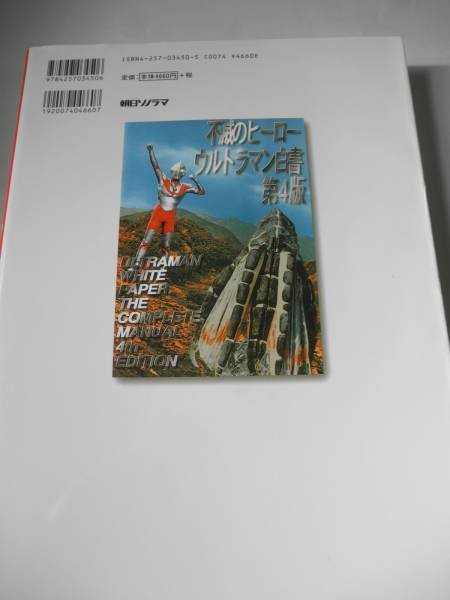 9784257034506
ISBN4-257-03450-5 C0074 ¥4660E
定価:本体4660円+税
1920074046607
朝日ソノラマ
不滅のヒーロー
ウルトラマン白書
第4版
ULTRAMAN
WHITE
PAPER
THE
COMPLETE
MANUAL
4th
EDITION